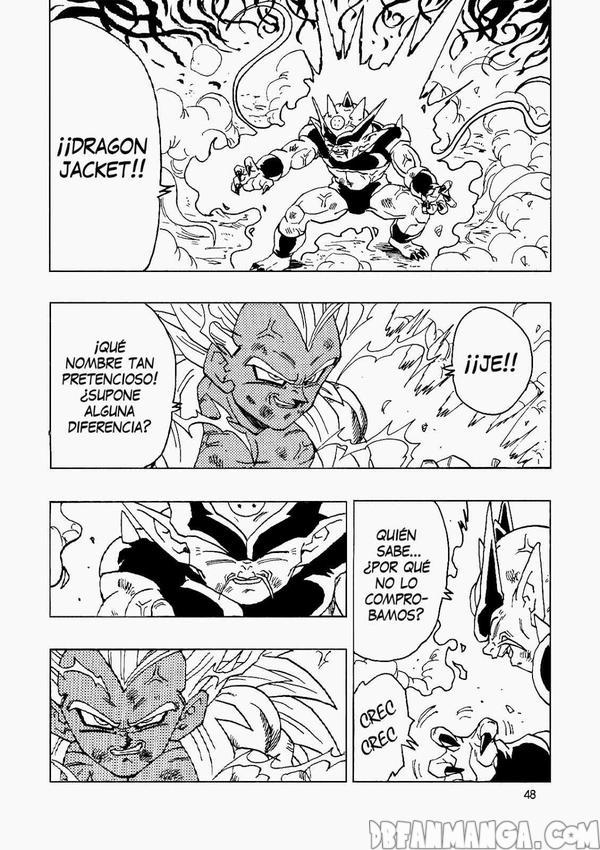 ¡¡DRAGON
JACKET!!
¡¡JE!!
¡QUÉ
NOMBRE TAN
PRETENCIOSO!
¿SUPONE
ALGUNA
DIFERENCIA?
QUIÉN
SABE...
¿POR QUÉ
NO LO
COMPRO-
BAMOS?
CREC
CREC
48
DBFANMANGA.COM